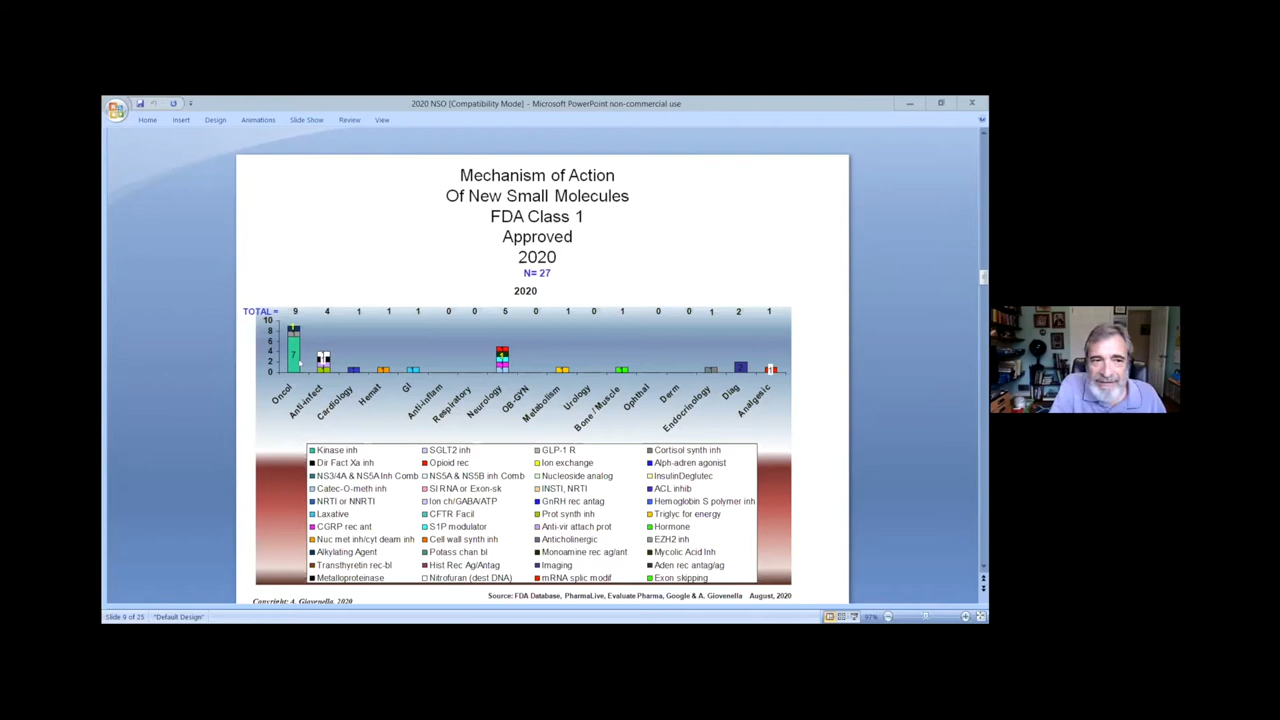 2020 NSO [Compatibility Mode] - Microsoft PowerPoint non-commercial use
Home Insert Design Animations Slide Show Review View
Mechanism of Action
Of New Small Molecules
FDA Class 1
Approved
2020
N= 27
2020
TOTAL = 9 4 1 1 1 0 0 5 0 1 0 1 0 0 1 2 1
10
8
6
4
2
0
7
2
1
Oncol Anti-infect Cardiology Hemat GI Anti-inflam Respiratory Neurology OB-GYN Metabolism Urology Bone / Muscle Ophthal Derm Endocrinology Diag Analgesic
Kinase inh SGLT2 inh GLP-1 R Cortisol synth inh
Dir Fact Xa inh Opioid rec Ion exchange Alph-adren agonist
NS3/4A & NS5A Inh Comb NS5A & NS5B inh Comb Nucleoside analog InsulinDeglutec
Catec-O-meth inh SI RNA or Exon-sk INSTI, NRTI ACL inhib
NRTI or NNRTI Ion ch/GABA/ATP GnRH rec antag Hemoglobin S polymer inh
Laxative CFTR Facil Prot synth inh Triglyc for energy
CGRP rec ant S1P modulator Anti-vir attach prot Hormone
Nuc met inh/cyt deam inh Cell wall synth inh Anticholinergic EZH2 inh
Alkylating Agent Potass chan bl Monoamine rec ag/ant Mycolic Acid Inh
Transthyretin rec-bl Hist Rec Ag/Antag Imaging Aden rec antag/ag
Metalloproteinase Nitrofuran (dest DNA) mRNA splic modif Exon skipping
Copyright: A. Giovenella, 2020
Source: FDA Database, PharmaLive, Evaluate Pharma, Google & A. Giovenella August, 2020
Slide 9 of 25 "Default Design" 97%